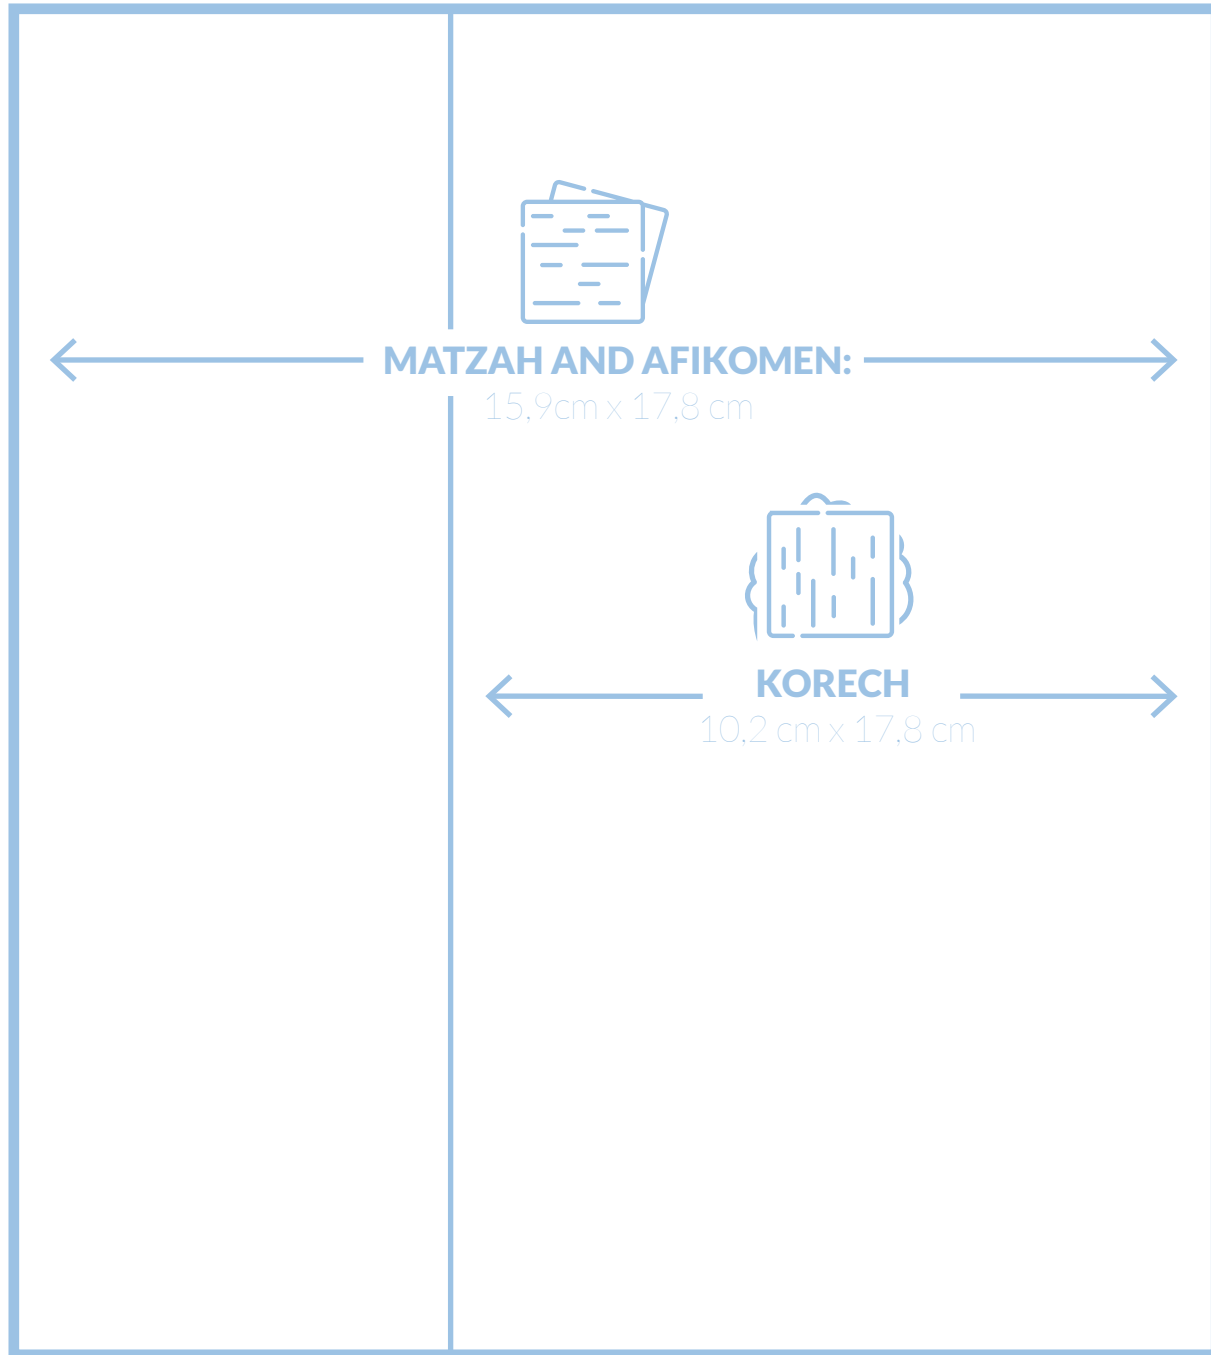 MATZAH AND AFIKOMEN:
15,9cm x 17,8 cm
KORECH
10,2 cm x 17,8 cm